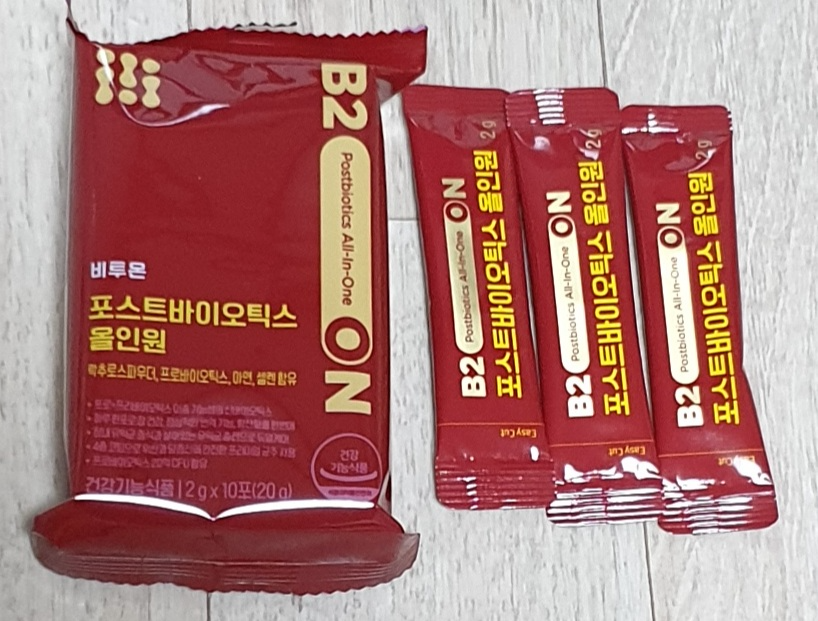 B2 Postbiotics All-In-One ON
비투온
포스트바이오틱스
올인원
락추로스파우더, 프로바이오틱스, 아연, 셀렌 함유
건강
기능식품
건강기능식품 | 2 g x 10포(20 g)
B2 Postbiotics All-In-One ON
포스트바이오틱스 올인원 2g
Easy Cut
B2 Postbiotics All-In-One ON
포스트바이오틱스 올인원 2g
Easy Cut
B2 Postbiotics All-In-One ON
포스트바이오틱스 올인원 2g
Easy Cut